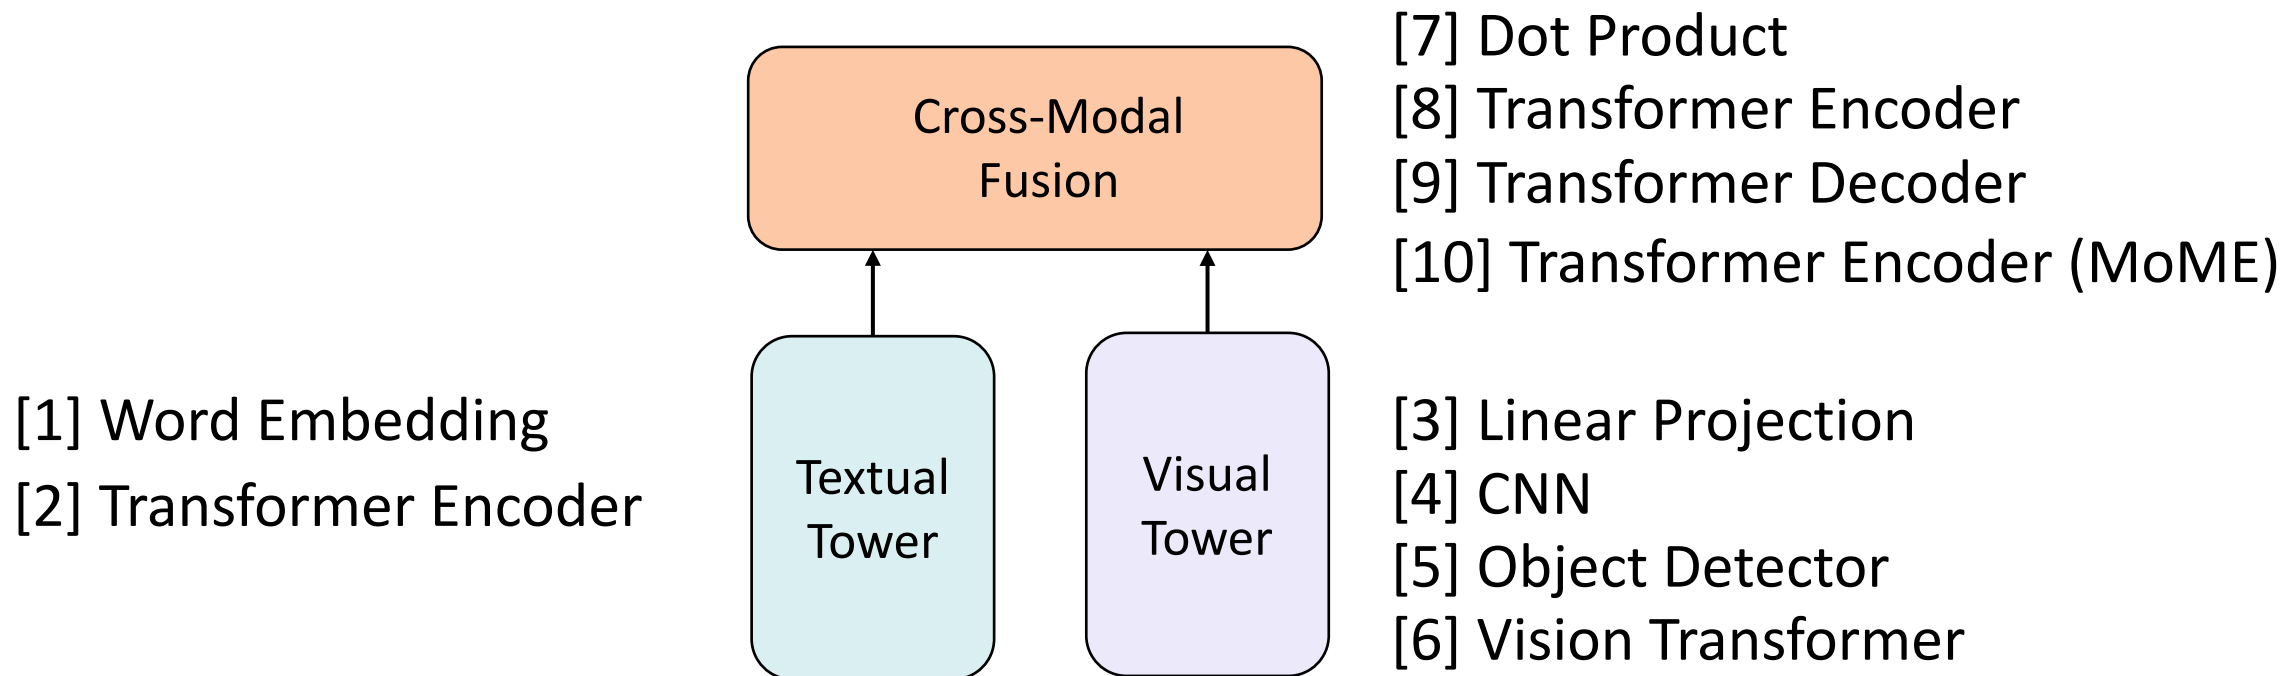 [7] Dot Product
[8] Transformer Encoder
[9] Transformer Decoder
[10] Transformer Encoder (MoME)
Cross-Modal
Fusion
[1] Word Embedding
[2] Transformer Encoder
Textual
Tower
Visual
Tower
[3] Linear Projection
[4] CNN
[5] Object Detector
[6] Vision Transformer